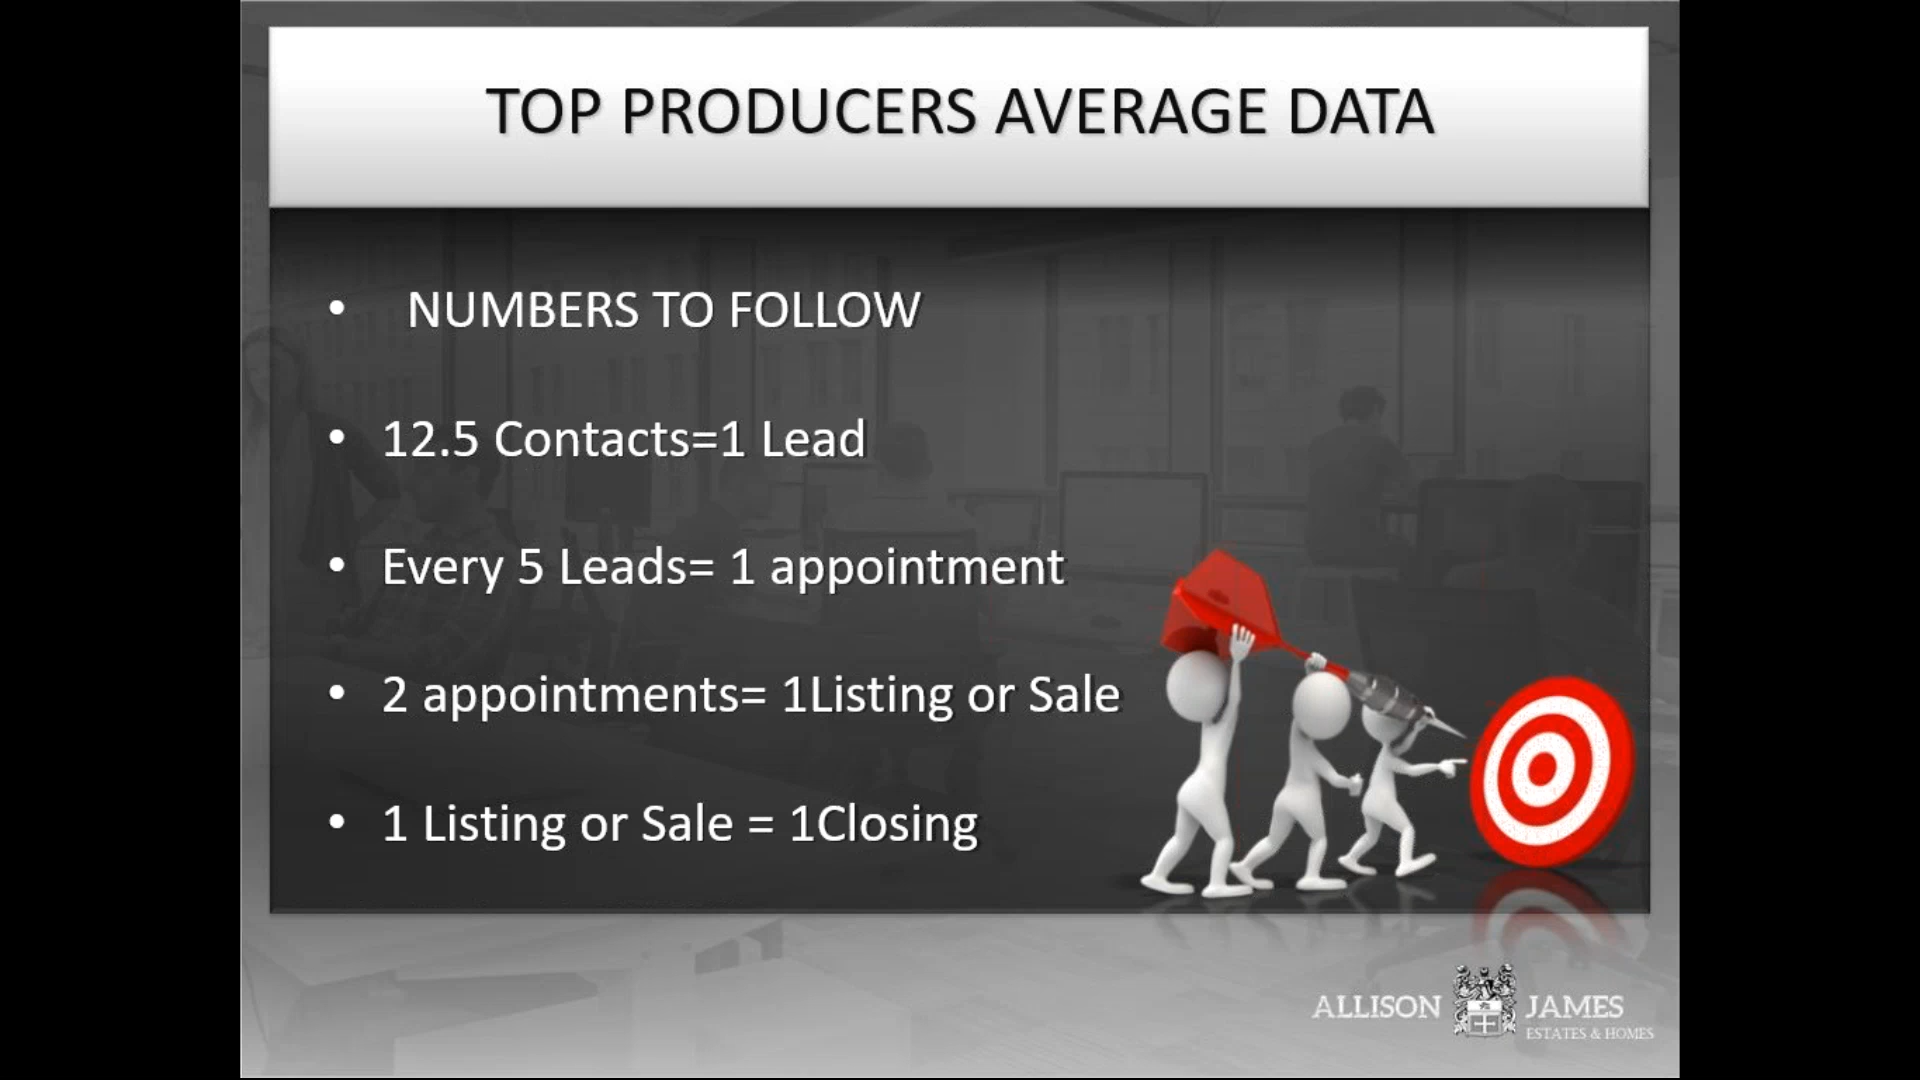 TOP PRODUCERS AVERAGE DATA
• NUMBERS TO FOLLOW
• 12.5 Contacts=1 Lead
• Every 5 Leads= 1 appointment
• 2 appointments= 1Listing or Sale
• 1 Listing or Sale = 1Closing
ALLISON JAMES
ESTATES & HOMES